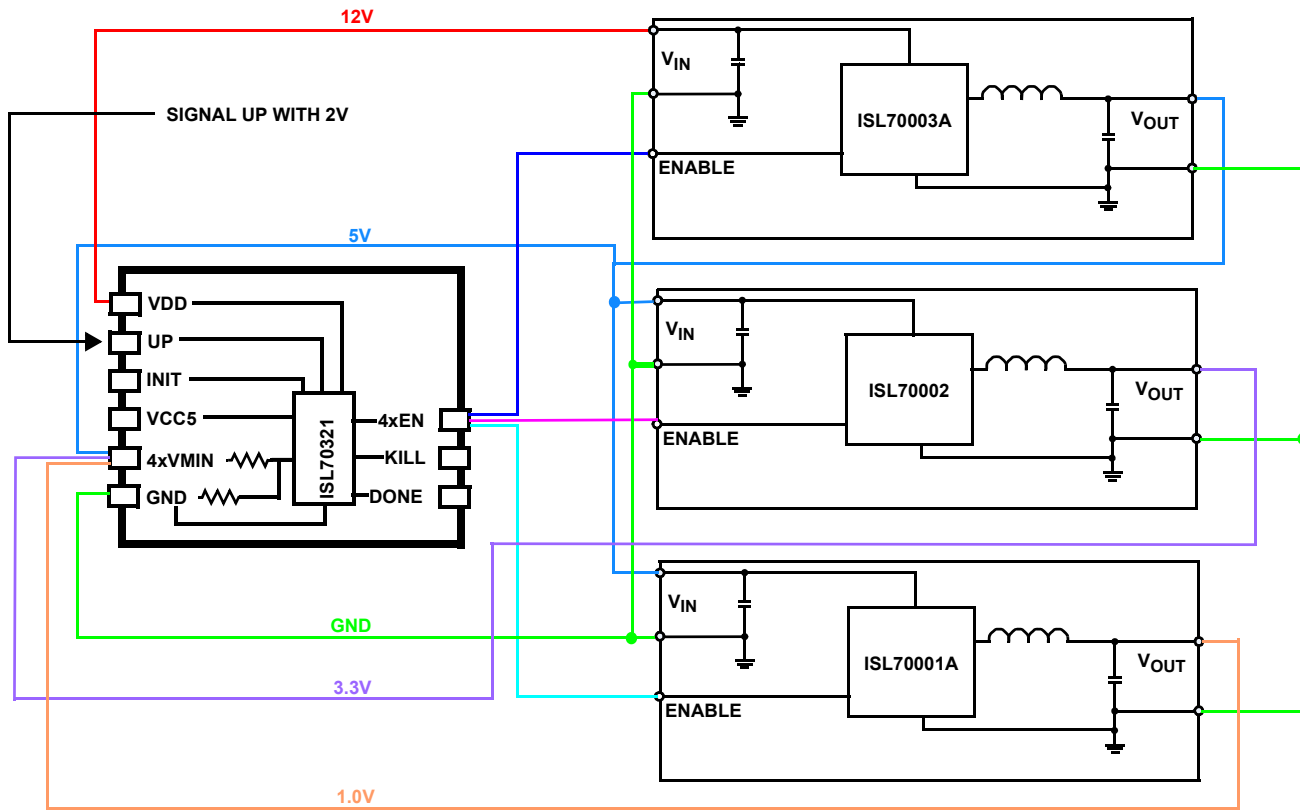 12V
SIGNAL UP WITH 2V
VIN
ISL70003A
VOUT
ENABLE
5V
VDD
UP
INIT
VCC5
4xVMIN
GND
ISL70321
4xEN
KILL
DONE
VIN
ISL70002
VOUT
ENABLE
GND
3.3V
1.0V
VIN
ISL70001A
VOUT
ENABLE